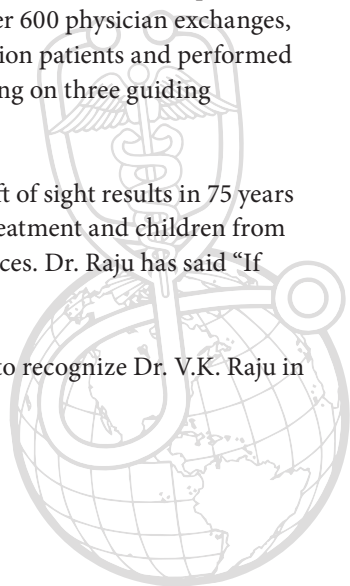 er 600 physician exchanges,
ion patients and performed
ng on three guiding
ft of sight results in 75 years
eatment and children from
ces. Dr. Raju has said “If
to recognize Dr. V.K. Raju in